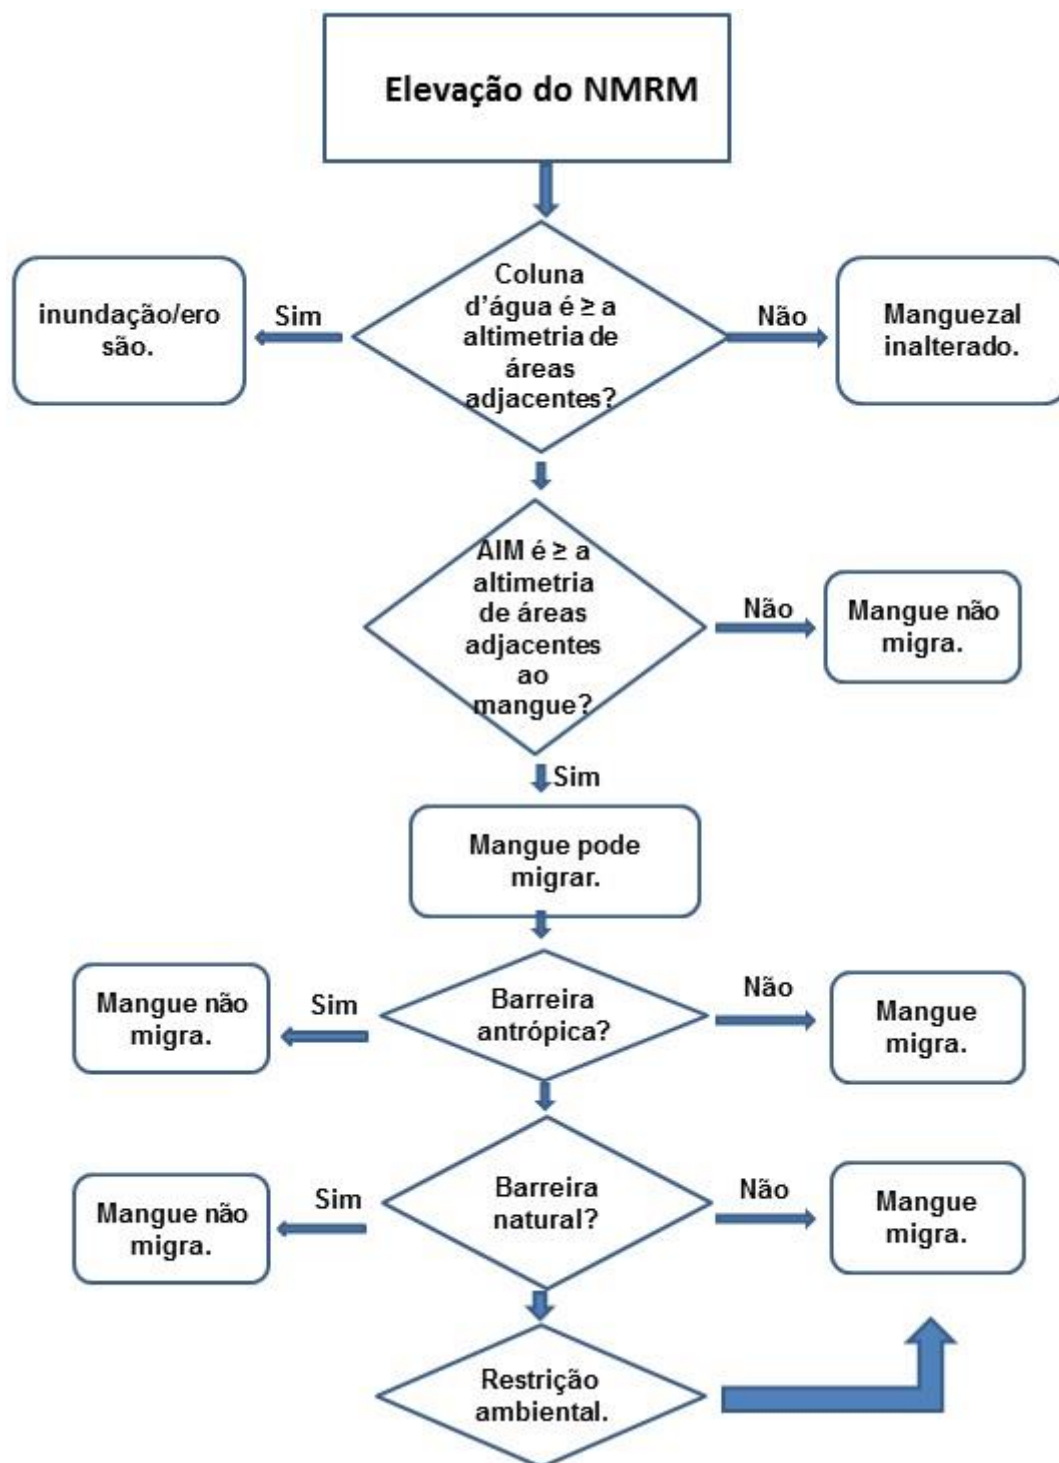 Elevação do NMRM
Coluna
d'água é ≥ a
altimetria de
áreas
adjacentes?
Sim
inundação/ero
são.
Não
Manguezal
inalterado.
AIM é ≥ a
altimetria
de áreas
adjacentes
ao
mangue?
Não
Mangue não
migra.
Sim
Mangue pode
migrar.
Barreira
antrópica?
Sim
Mangue não
migra.
Não
Mangue
migra.
Barreira
natural?
Sim
Mangue não
migra.
Não
Mangue
migra.
Restrição
ambiental.